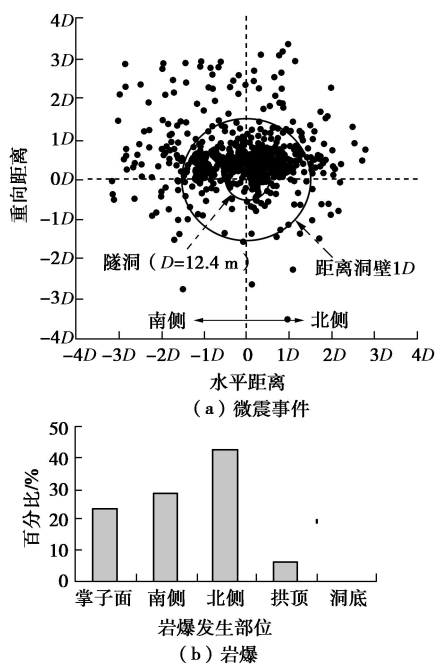 4D
3D
2D
1D
0D
-1D
-2D
-3D
-4D
重向距离
隧洞（D=12.4 m）
距离洞壁1D
南侧
北侧
-4D -3D -2D -1D 0 1D 2D 3D 4D
水平距离
（a）微震事件
50
40
30
20
10
0
百分比/%
掌子面 南侧 北侧 拱顶 洞底
岩爆发生部位
（b）岩爆